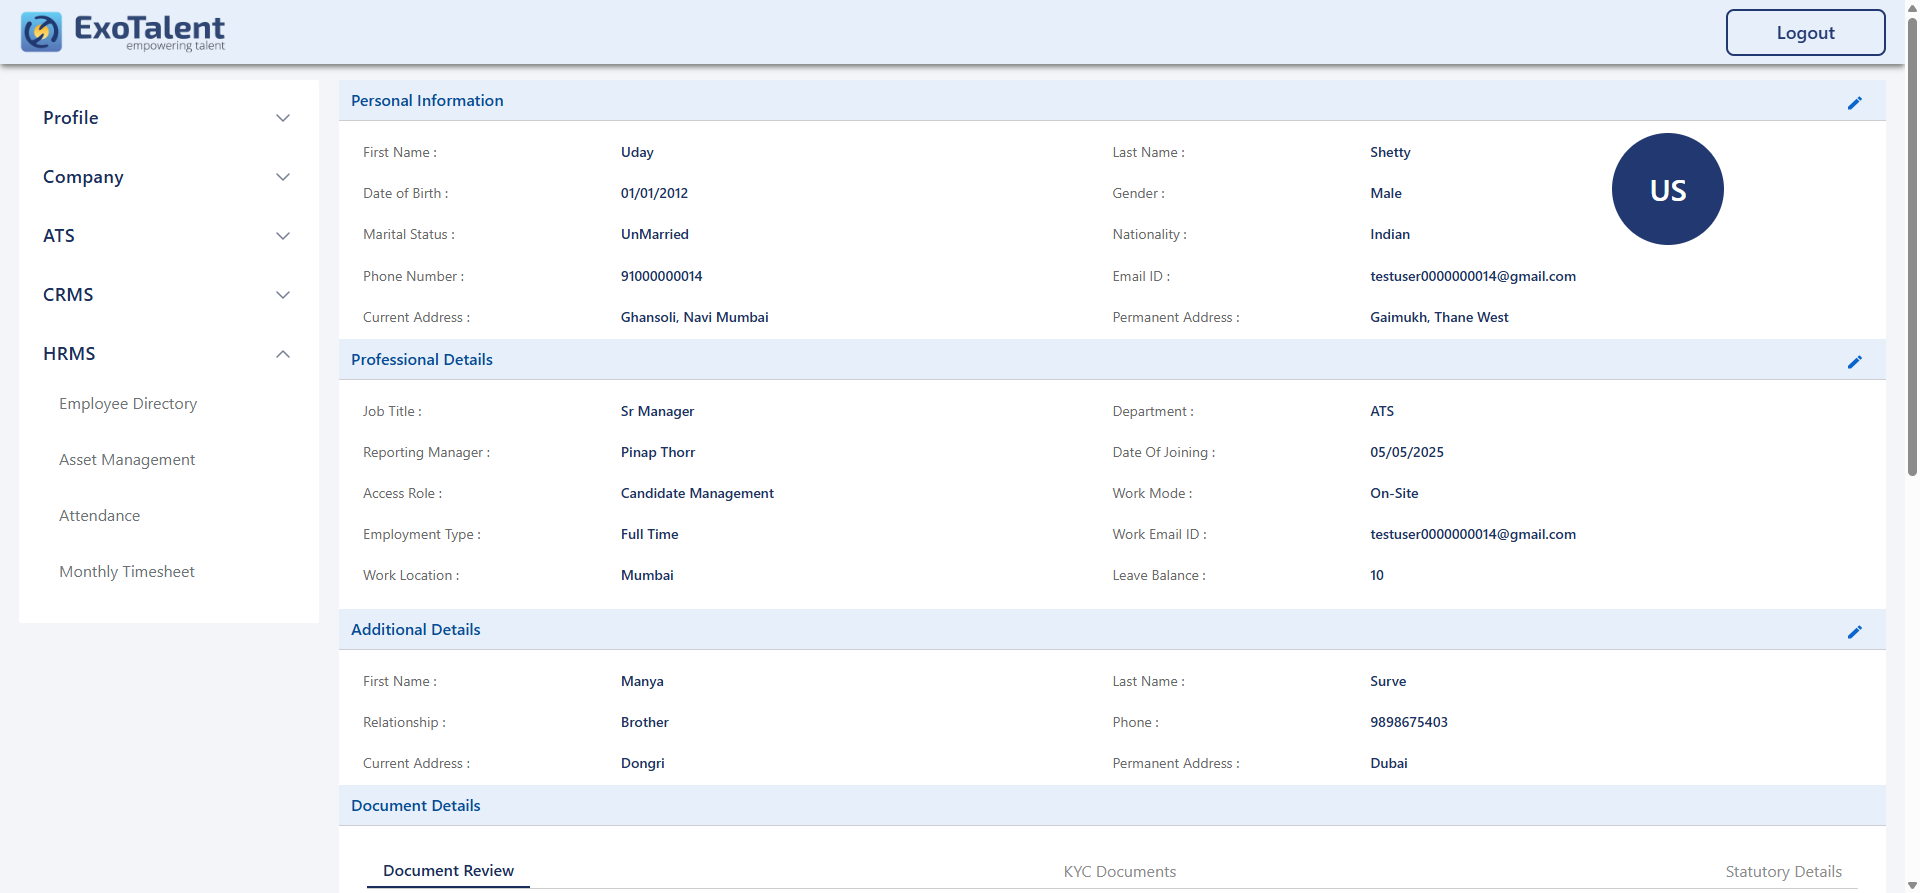 ExoTalent
empowering talent
Logout
Profile
Company
ATS
CRMS
HRMS
Employee Directory
Asset Management
Attendance
Monthly Timesheet
Personal Information
First Name : Uday Last Name : Shetty
US
Date of Birth : 01/01/2012 Gender : Male
Marital Status : UnMarried Nationality : Indian
Phone Number : 91000000014 Email ID : testuser0000000014@gmail.com
Current Address : Ghansoli, Navi Mumbai Permanent Address : Gaimukh, Thane West
Professional Details
Job Title : Sr Manager Department : ATS
Reporting Manager : Pinap Thorr Date Of Joining : 05/05/2025
Access Role : Candidate Management Work Mode : On-Site
Employment Type : Full Time Work Email ID : testuser0000000014@gmail.com
Work Location : Mumbai Leave Balance : 10
Additional Details
First Name : Manya Last Name : Surve
Relationship : Brother Phone : 9898675403
Current Address : Dongri Permanent Address : Dubai
Document Details
Document Review KYC Documents Statutory Details